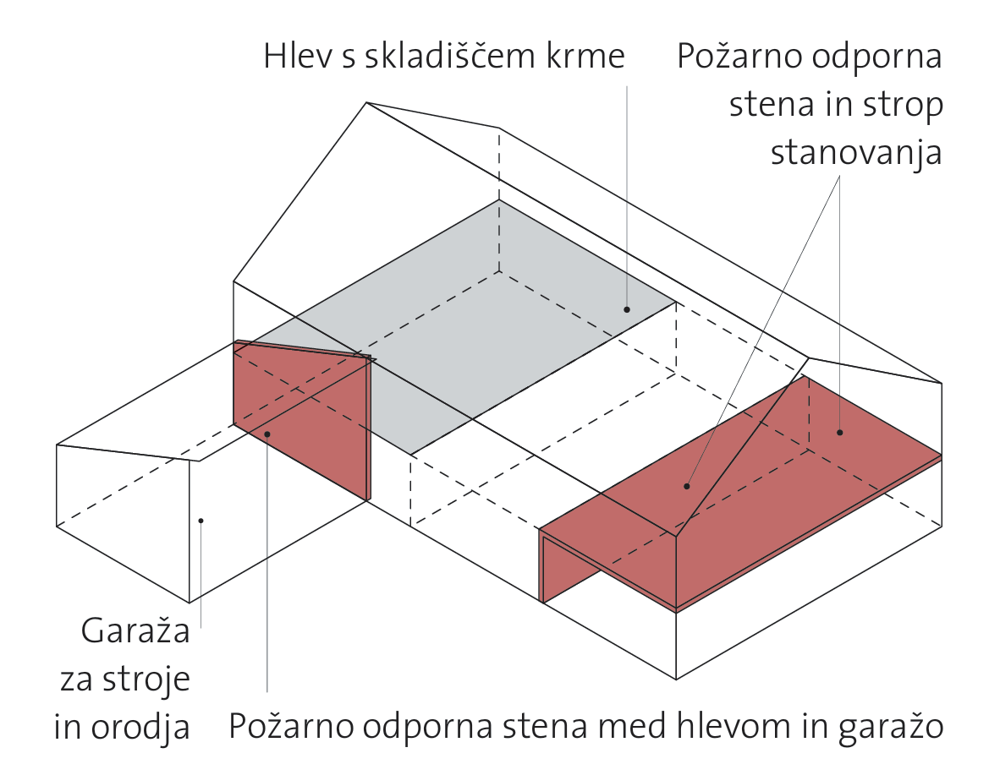 Hlev s skladiščem krme
Požarno odporna
stena in strop
stanovanja
Garaža
za stroje
in orodja
Požarno odporna stena med hlevom in garažo